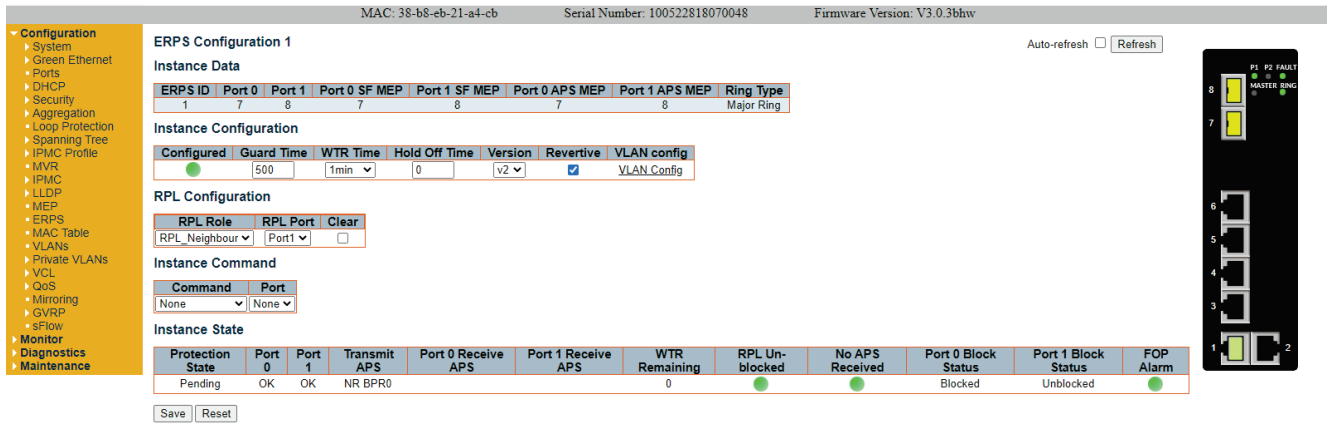 MAC: 38-b8-eb-21-a4-cb Serial Number: 100522818070048 Firmware Version: V3.0.3bhw
Configuration
System
Green Ethernet
Ports
DHCP
Security
Aggregation
Loop Protection
Spanning Tree
IPMC Profile
MVR
IPMC
LLDP
MEP
ERPS
MAC Table
VLANs
Private VLANs
VCL
QoS
Mirroring
GVRP
sFlow
Monitor
Diagnostics
Maintenance
ERPS Configuration 1
Auto-refresh Refresh
Instance Data
ERPS ID Port 0 Port 1 Port 0 SF MEP Port 1 SF MEP Port 0 APS MEP Port 1 APS MEP Ring Type
1 7 8 7 8 7 8 Major Ring
Instance Configuration
Configured Guard Time WTR Time Hold Off Time Version Revertive VLAN config
500 1min 0 v2 VLAN Config
RPL Configuration
RPL Role RPL Port Clear
RPL_Neighbour Port1
Instance Command
Command Port
None None
Instance State
Protection Port Port Transmit Port 0 Receive Port 1 Receive WTR RPL Un- No APS Port 0 Block Port 1 Block FOP
State 0 1 APS APS APS Remaining blocked Received Status Status Alarm
Pending OK OK NR BPR0 0 Blocked Unblocked
Save Reset
P1 P2 FAULT
MASTER RING
8
7
6
5
4
3
1 2